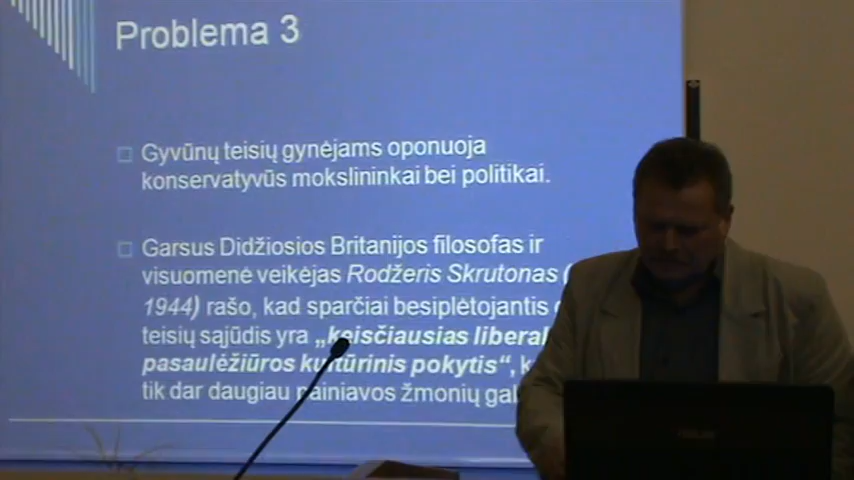 Problema 3
Gyvūnų teisių gynėjams oponuoja
konservatyvūs mokslininkai bei politikai.
Garsus Didžiosios Britanijos filosofas ir
visuomenė veikėjas Rodžeris Skrutonas (
1944) rašo, kad sparčiai besiplėtojantis
teisių sąjūdis yra „keisčiausias liberal
pasaulėžiūros kultūrinis pokytis“, k
tik dar daugiau painiavos žmonių gal